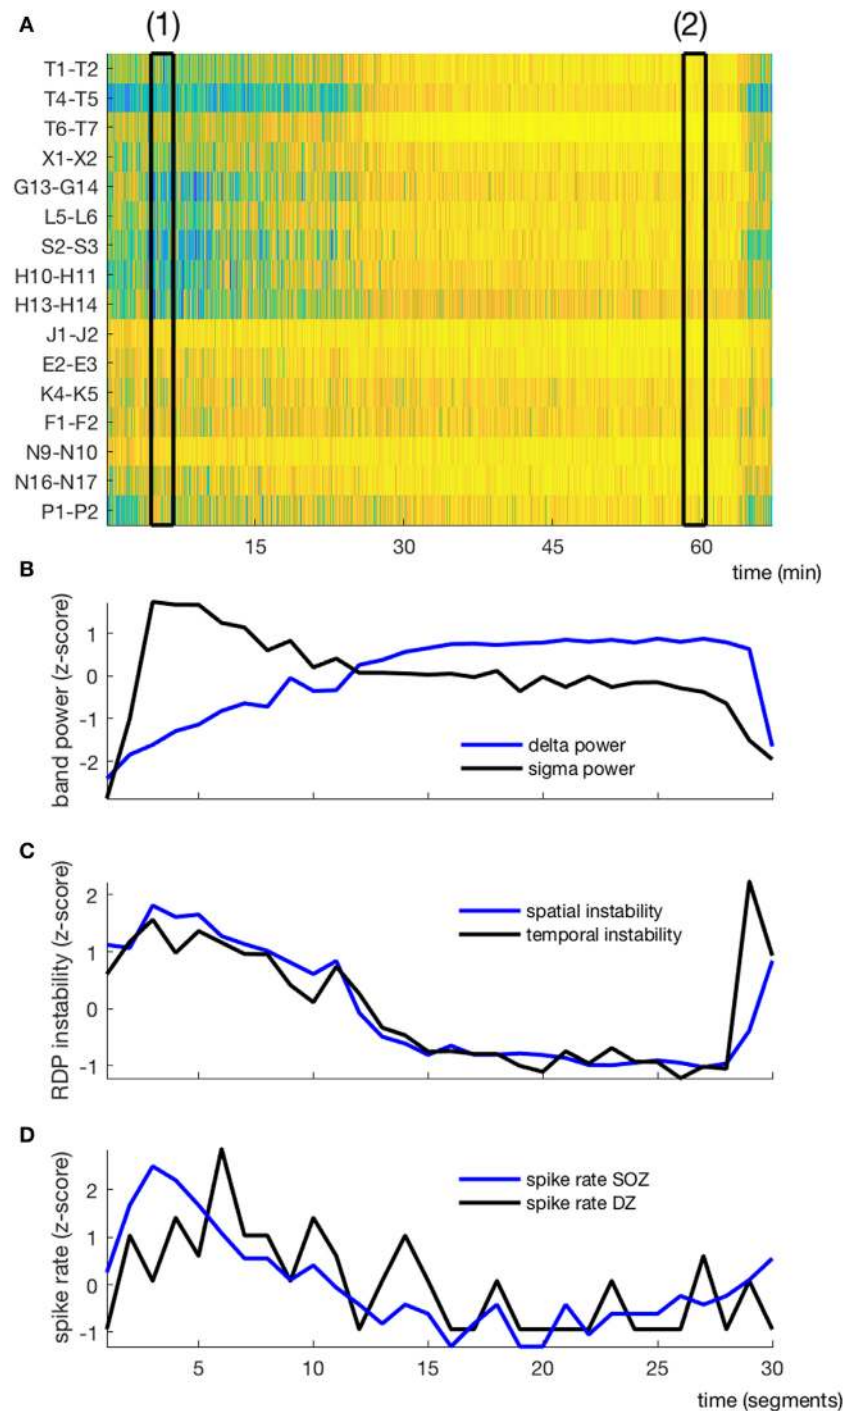 A
(1)
(2)
T1-T2
T4-T5
T6-T7
X1-X2
G13-G14
L5-L6
S2-S3
H10-H11
H13-H14
J1-J2
E2-E3
K4-K5
F1-F2
N9-N10
N16-N17
P1-P2
15 30 45 60
time (min)
B
band power (z-score)
1
0
-1
-2
delta power
sigma power
C
RDP instability (z-score)
2
1
0
-1
spatial instability
temporal instability
D
spike rate (z-score)
2
1
0
-1
spike rate SOZ
spike rate DZ
5 10 15 20 25 30
time (segments)